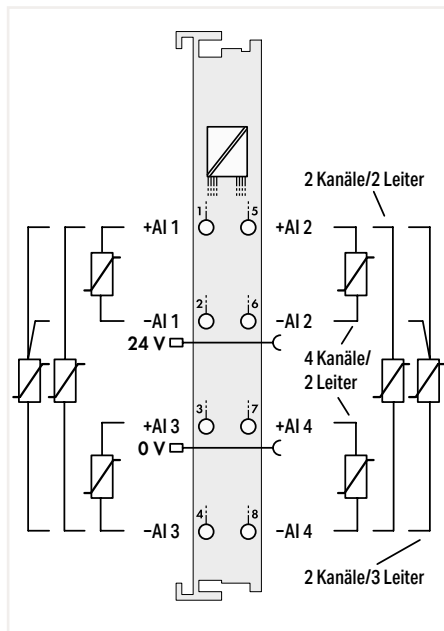 2 Kanäle/2 Leiter
+AI 1
1
5
+AI 2
–AI 1
2
6
–AI 2
24 V
4 Kanäle/
2 Leiter
+AI 3
3
7
+AI 4
0 V
–AI 3
4
8
–AI 4
2 Kanäle/3 Leiter